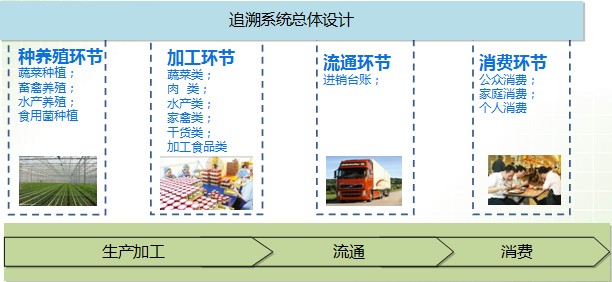 追溯系统总体设计
种养殖环节
蔬菜种植；
畜禽养殖；
水产养殖；
食用菌种植
加工环节
蔬菜类；
肉 类；
水产类；
家禽类；
干货类；
加工食品类
流通环节
进销台账；
消费环节
公众消费；
家庭消费；
个人消费
生产加工
流通
消费